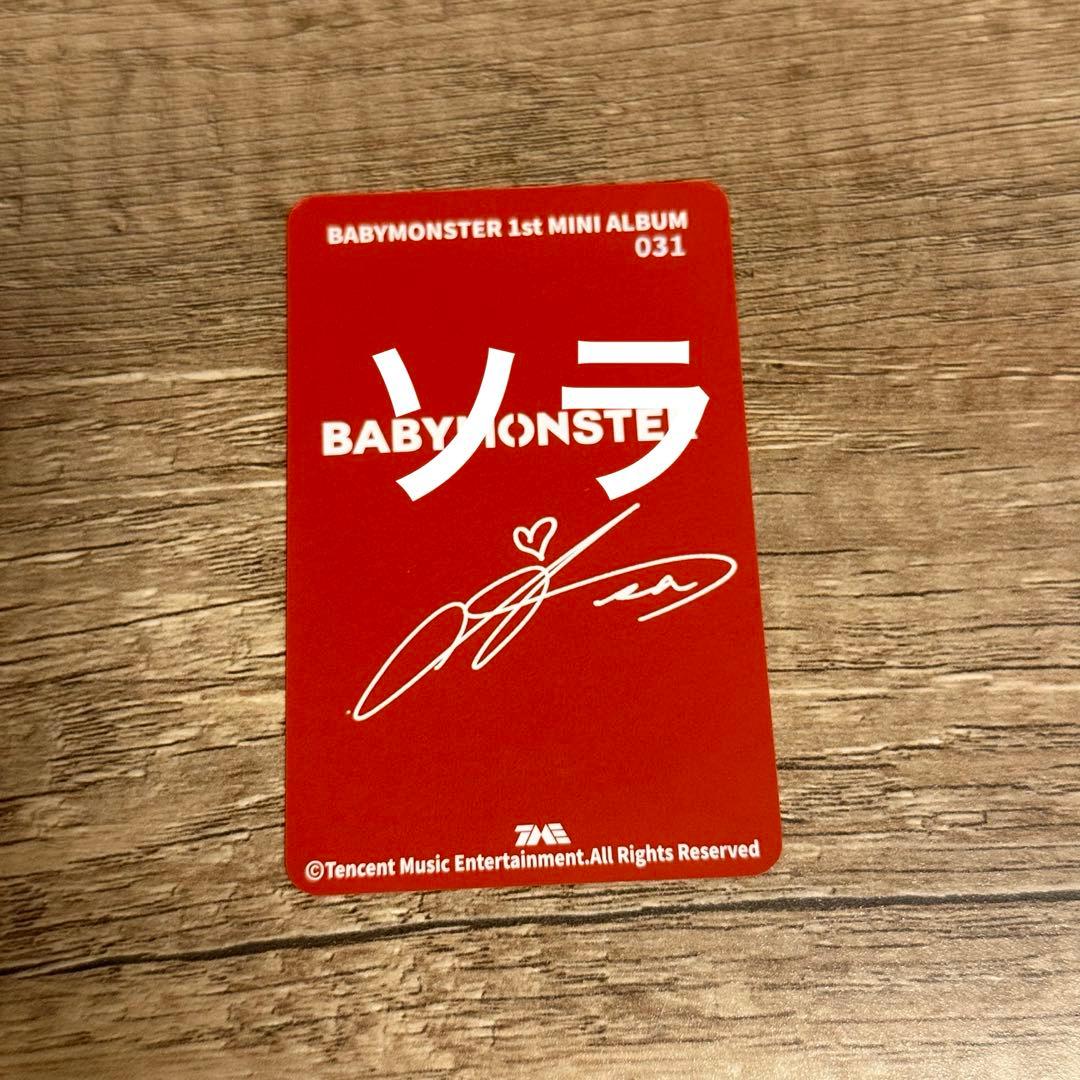 BABYMONSTER 1st MINI ALBUM
031
ソラ
BABYMONSTER
TME
©Tencent Music Entertainment.All Rights Reserved